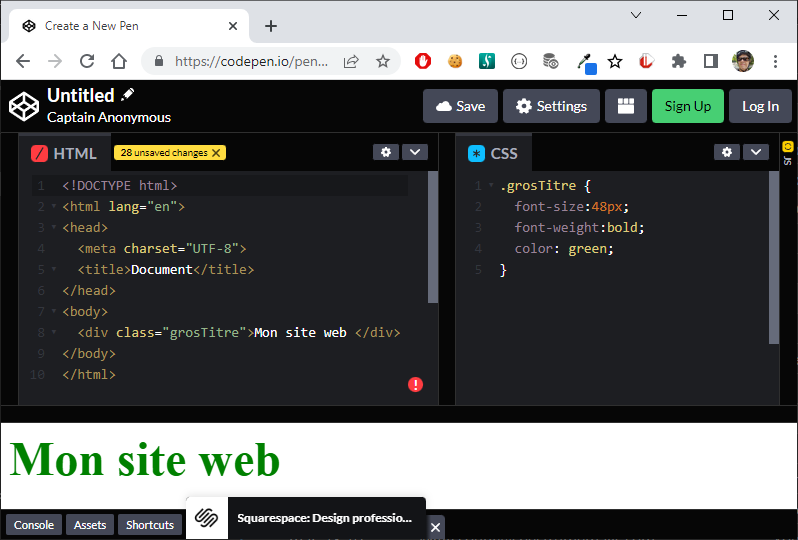 Create a New Pen
https://codepen.io/pen...
Untitled
Captain Anonymous
Save
Settings
Sign Up
Log In
HTML
28 unsaved changes
CSS
JS
1 <!DOCTYPE html>
2 <html lang="en">
3 <head>
4 <meta charset="UTF-8">
5 <title>Document</title>
6 </head>
7 <body>
8 <div class="grosTitre">Mon site web </div>
9 </body>
10 </html>
1 .grosTitre {
2 font-size:48px;
3 font-weight:bold;
4 color: green;
5 }
Mon site web
Console
Assets
Shortcuts
Squarespace: Design professio...